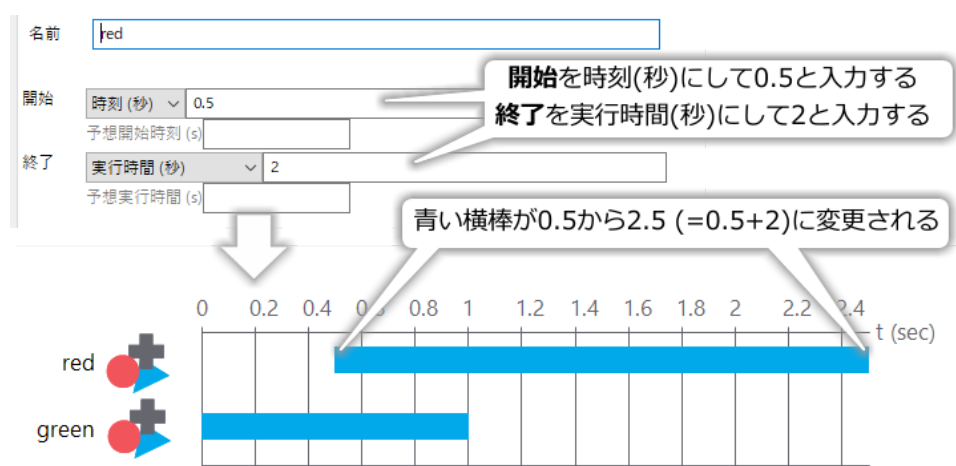 名前
red
開始
時刻 (秒)
0.5
予想開始時刻 (s)
終了
実行時間 (秒)
2
予想実行時間 (s)
開始を時刻(秒)にして0.5と入力する
終了を実行時間(秒)にして2と入力する
青い横棒が0.5から2.5 (=0.5+2)に変更される
0 0.2 0.4 0.6 0.8 1 1.2 1.4 1.6 1.8 2 2.2 2.4
t (sec)
red
green